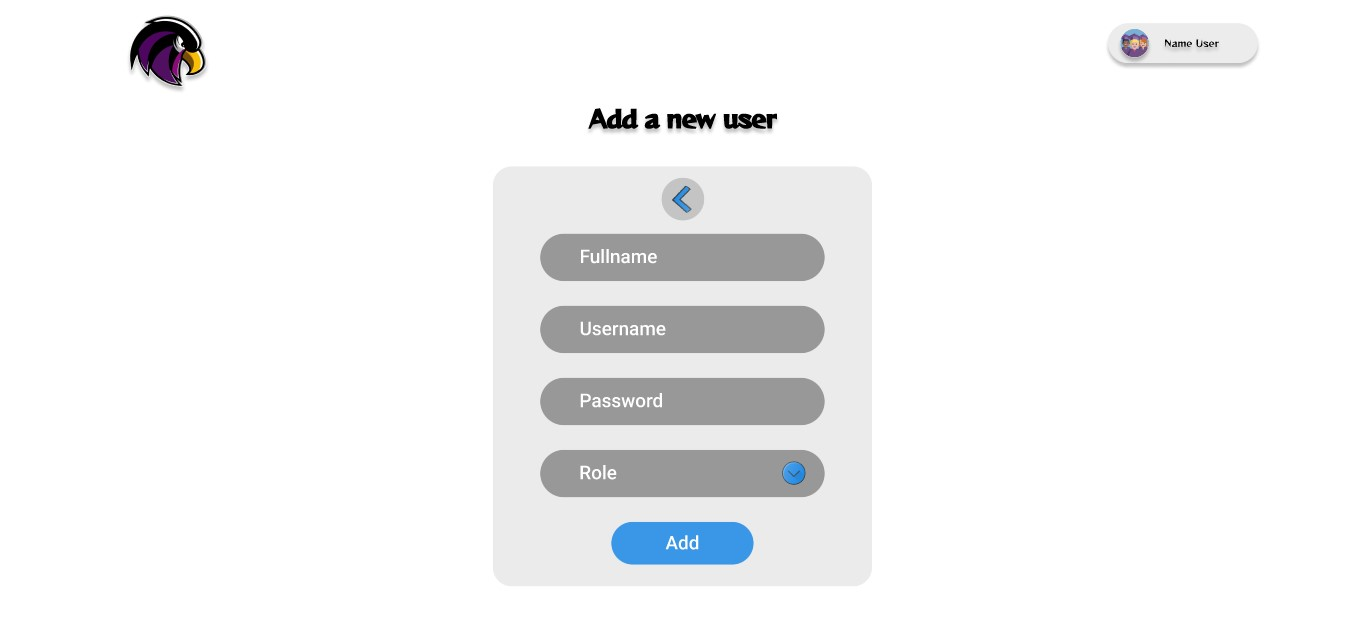 Name User
Add a new user
Fullname
Username
Password
Role
Add